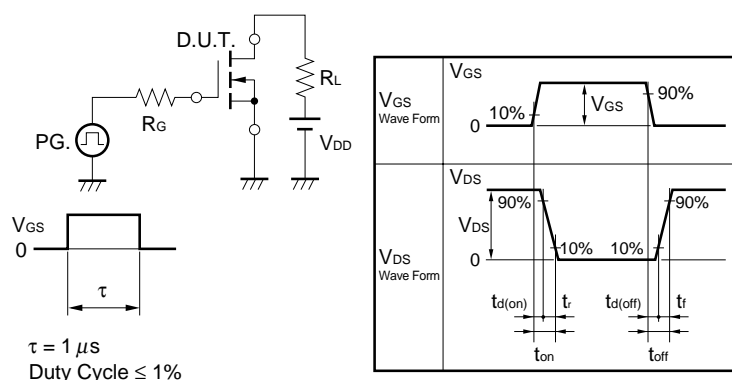 D.U.T.
RL
RG
PG.
VDD
VGS
0
τ
τ = 1 μs
Duty Cycle ≤ 1%
VGS
Wave Form
VGS
10%
VGS
90%
0
VDS
Wave Form
VDS
90%
VDS
10%
10%
90%
0
td(on)
tr
td(off)
tf
ton
toff